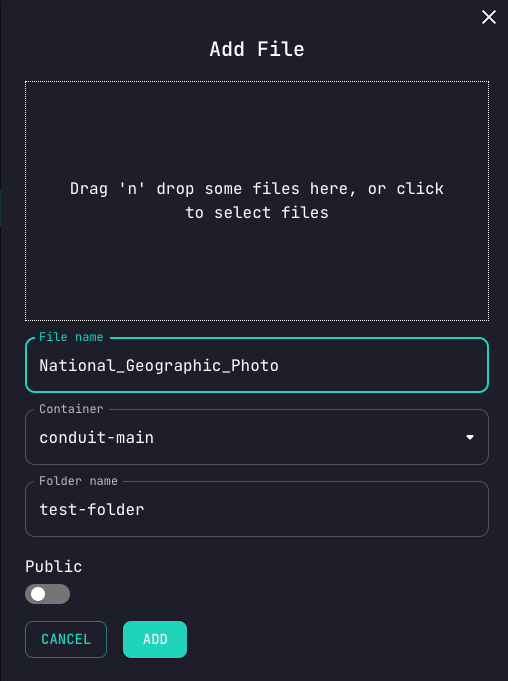 Add File
Drag 'n' drop some files here, or click
to select files
File name
National_Geographic_Photo
Container
conduit-main
Folder name
test-folder
Public
CANCEL
ADD